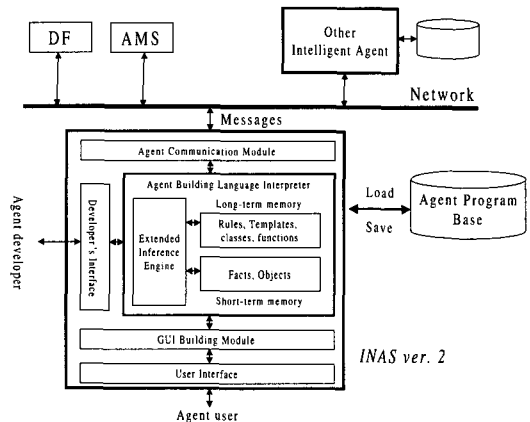 DF
AMS
Other
Intelligent Agent
Network
Messages
Agent Communication Module
Agent Building Language Interpreter
Long-term memory
Rules, Templates,
classes, functions
Extended
Inference
Engine
Facts, Objects
Short-term memory
Developer's Interface
Agent developer
Load
Save
Agent Program
Base
GUI Building Module
User Interface
INAS ver. 2
Agent user